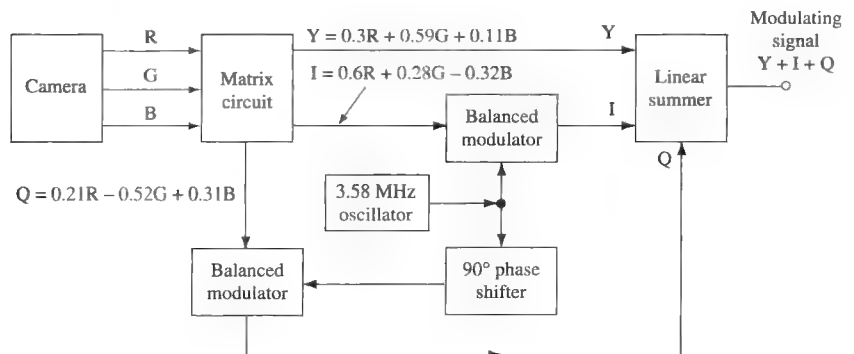 Modulating
signal
Y + I + Q
R
Y = 0.3R + 0.59G + 0.11B
Y
Camera
G
Matrix
circuit
I = 0.6R + 0.28G – 0.32B
Linear
summer
B
Balanced
modulator
I
Q
Q = 0.21R – 0.52G + 0.31B
3.58 MHz
oscillator
Balanced
modulator
90° phase
shifter